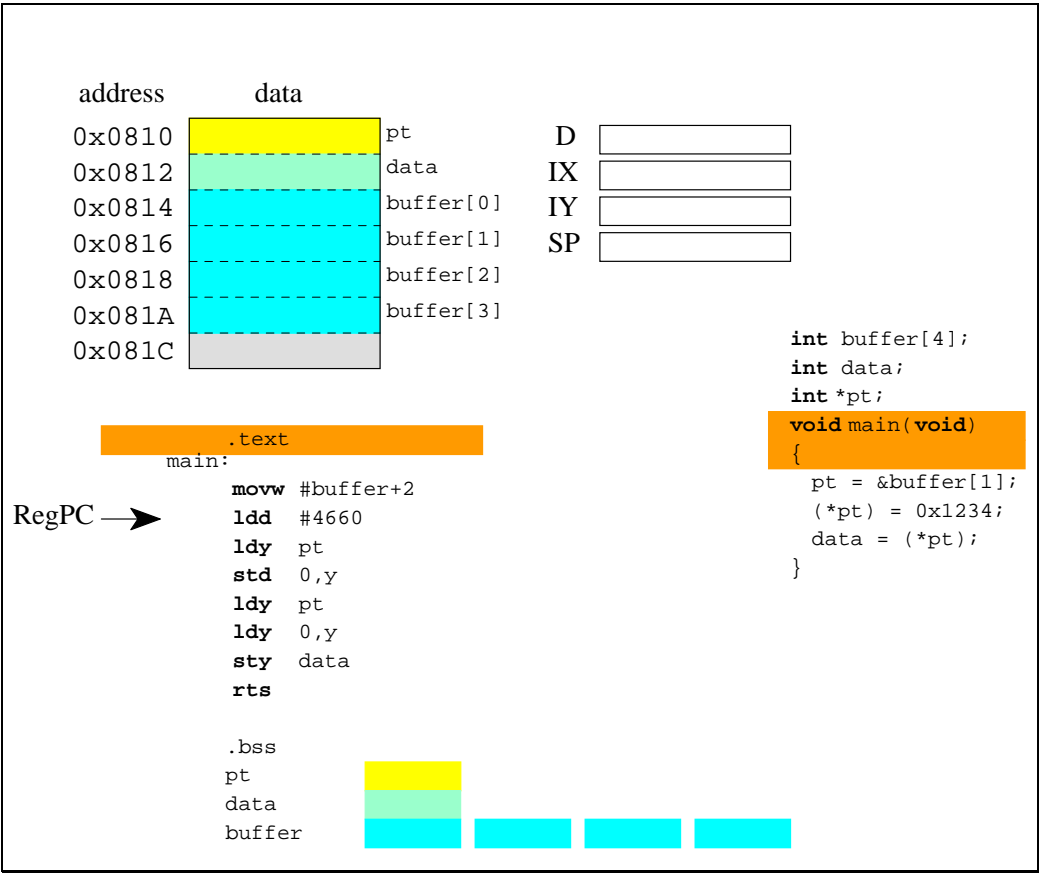 address data
0x0810 pt D
0x0812 data IX
0x0814 buffer[0] IY
0x0816 buffer[1] SP
0x0818 buffer[2]
0x081A buffer[3]
0x081C
int buffer[4];
int data;
int *pt;
void main(void)
{
pt = &buffer[1];
(*pt) = 0x1234;
data = (*pt);
}
.text
main:
movw #buffer+2
RegPC ldd #4660
ldy pt
std 0,y
ldy pt
ldy 0,y
sty data
rts
.bss
pt
data
buffer